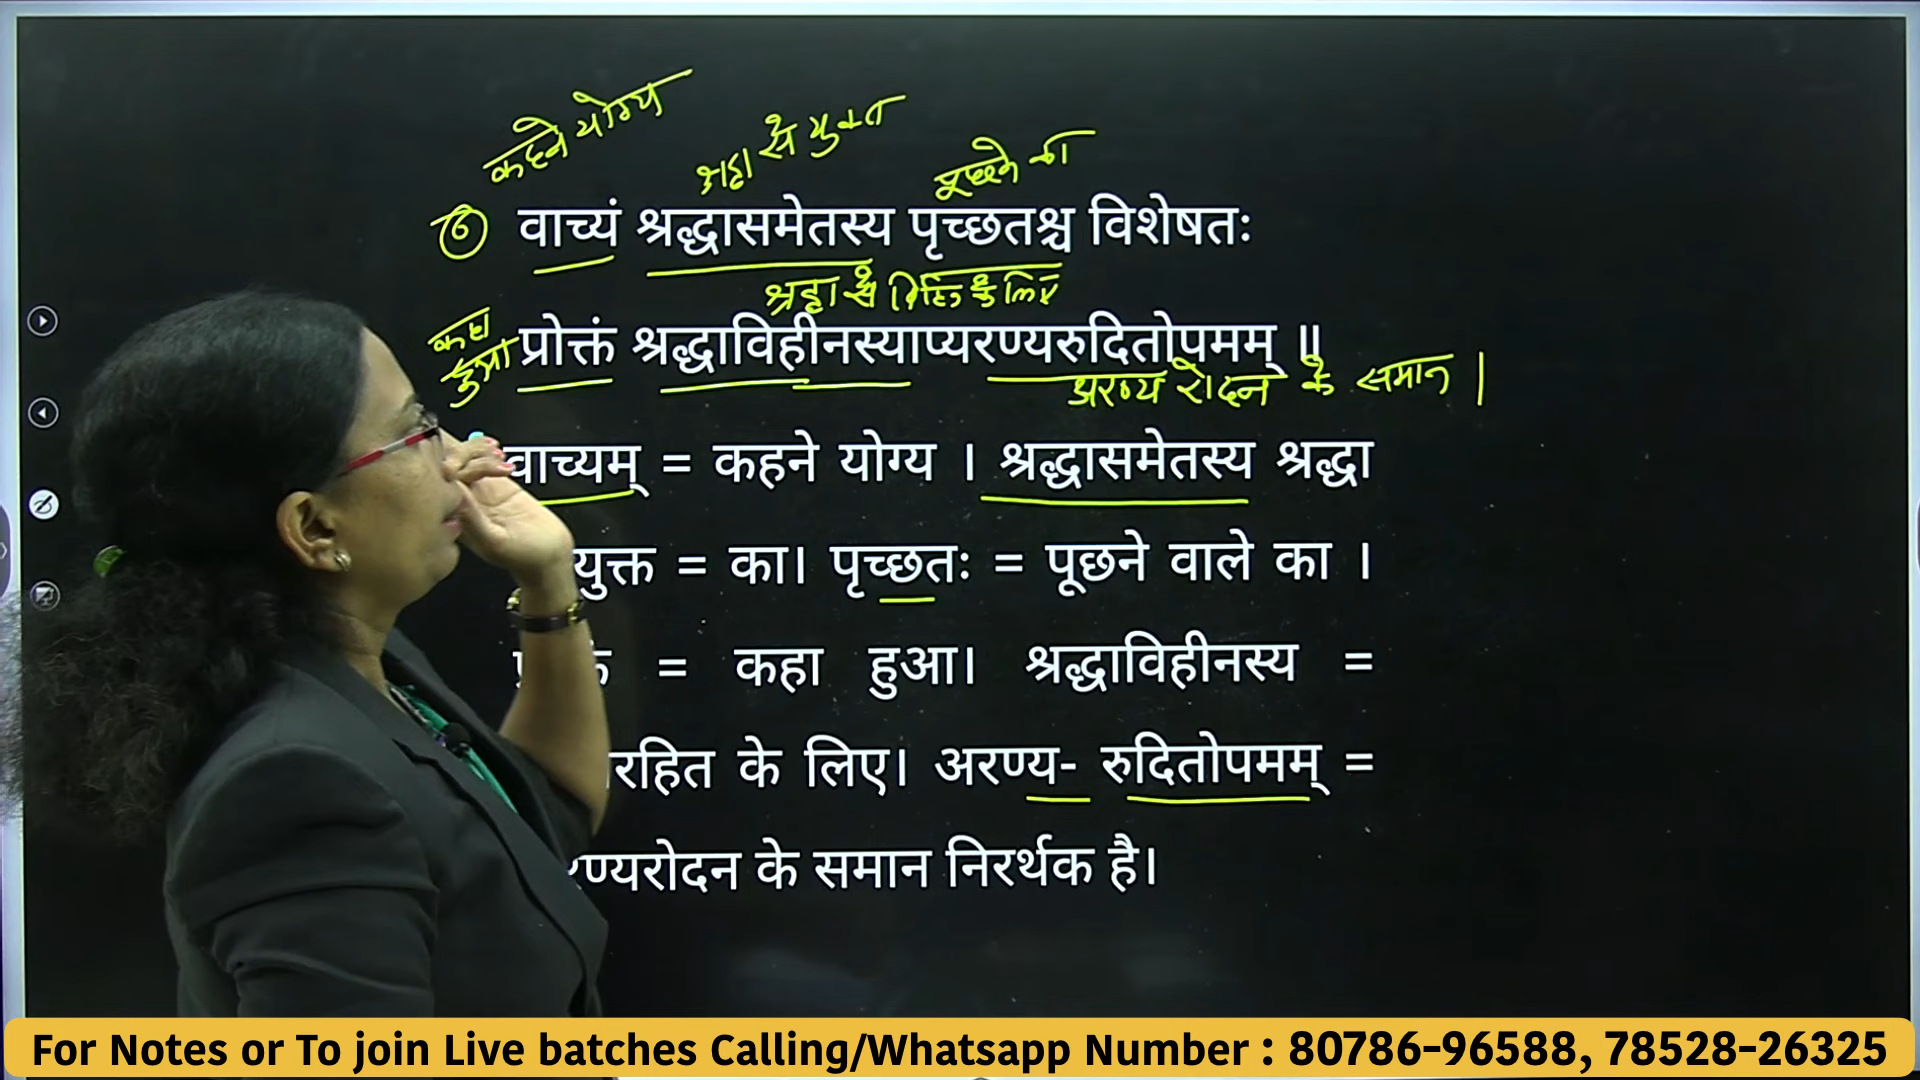 कहने योग्य
श्रद्धा से युक्त
पूछने का
६ वाच्यं श्रद्धासमेतस्य पृच्छतश्च विशेषतः
श्रद्धा से के लिए
कहा हुआ
प्रोक्तं श्रद्धाविहीनस्याप्यरण्यरुदितोपमम् ॥
अरण्य रोदन के समान ।
वाच्यम् = कहने योग्य । श्रद्धासमेतस्य श्रद्धा
युक्त = का। पृच्छतः = पूछने वाले का ।
= कहा हुआ। श्रद्धाविहीनस्य =
रहित के लिए। अरण्य- रुदितोपमम् =
ण्यरोदन के समान निरर्थक है।
For Notes or To join Live batches Calling/Whatsapp Number : 80786-96588, 78528-26325